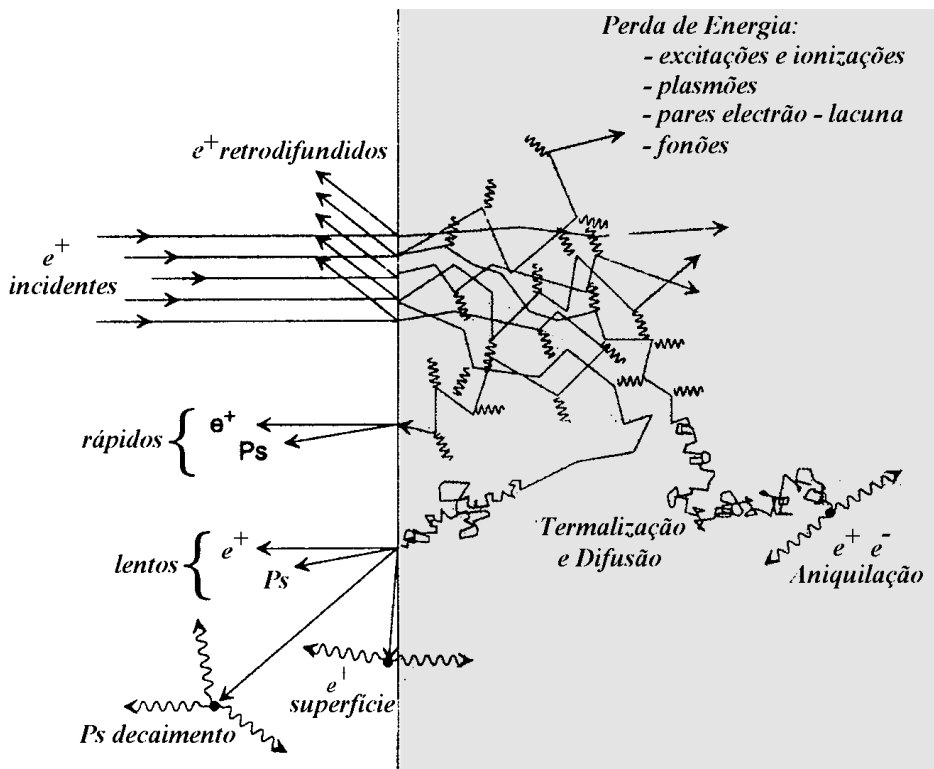 Perda de Energia:
- excitações e ionizações
- plasmões
- pares electrão - lacuna
- fonões
e+ retrodifundidos
e+
incidentes
rápidos { e+
Ps
Termalização
e Difusão
e+ e-
Aniquilação
lentos { e+
Ps
e+
superfície
Ps decaimento